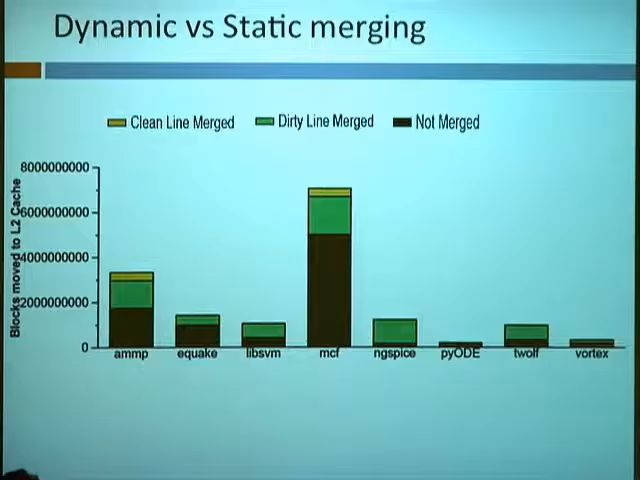 Dynamic vs Static merging
Clean Line Merged Dirty Line Merged Not Merged
Blocks moved to L2 Cache
8000000000
6000000000
4000000000
2000000000
0
ammp equake libsvm mcf ngspice pyODE twolf vortex